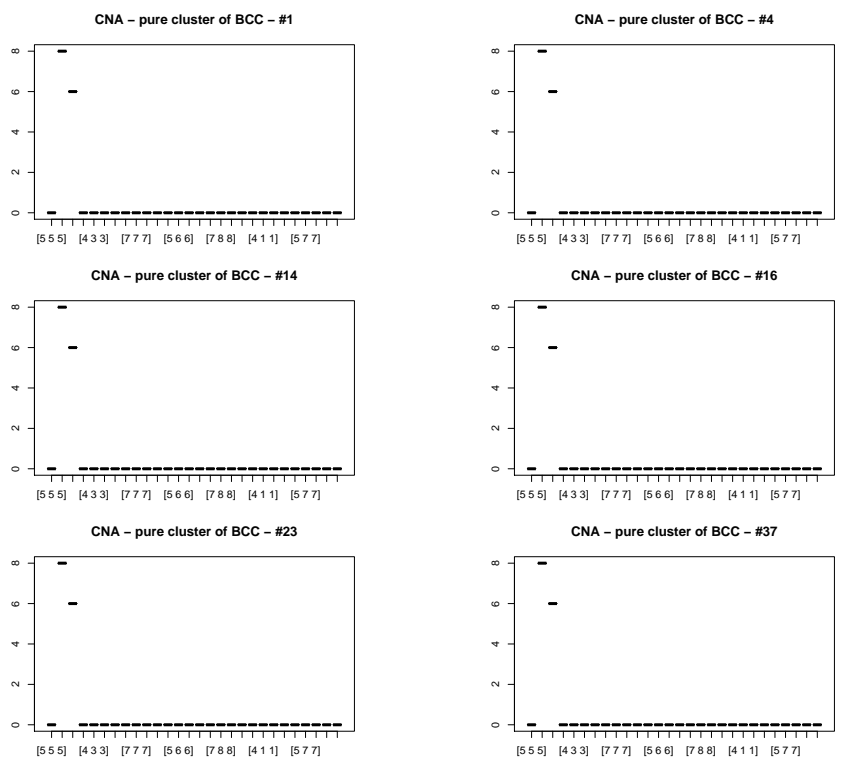 CNA – pure cluster of BCC – #1
8
6
4
2
0
[5 5 5] [4 3 3] [7 7 7] [5 6 6] [7 8 8] [4 1 1] [5 7 7]
CNA – pure cluster of BCC – #4
8
6
4
2
0
[5 5 5] [4 3 3] [7 7 7] [5 6 6] [7 8 8] [4 1 1] [5 7 7]
CNA – pure cluster of BCC – #14
8
6
4
2
0
[5 5 5] [4 3 3] [7 7 7] [5 6 6] [7 8 8] [4 1 1] [5 7 7]
CNA – pure cluster of BCC – #16
8
6
4
2
0
[5 5 5] [4 3 3] [7 7 7] [5 6 6] [7 8 8] [4 1 1] [5 7 7]
CNA – pure cluster of BCC – #23
8
6
4
2
0
[5 5 5] [4 3 3] [7 7 7] [5 6 6] [7 8 8] [4 1 1] [5 7 7]
CNA – pure cluster of BCC – #37
8
6
4
2
0
[5 5 5] [4 3 3] [7 7 7] [5 6 6] [7 8 8] [4 1 1] [5 7 7]